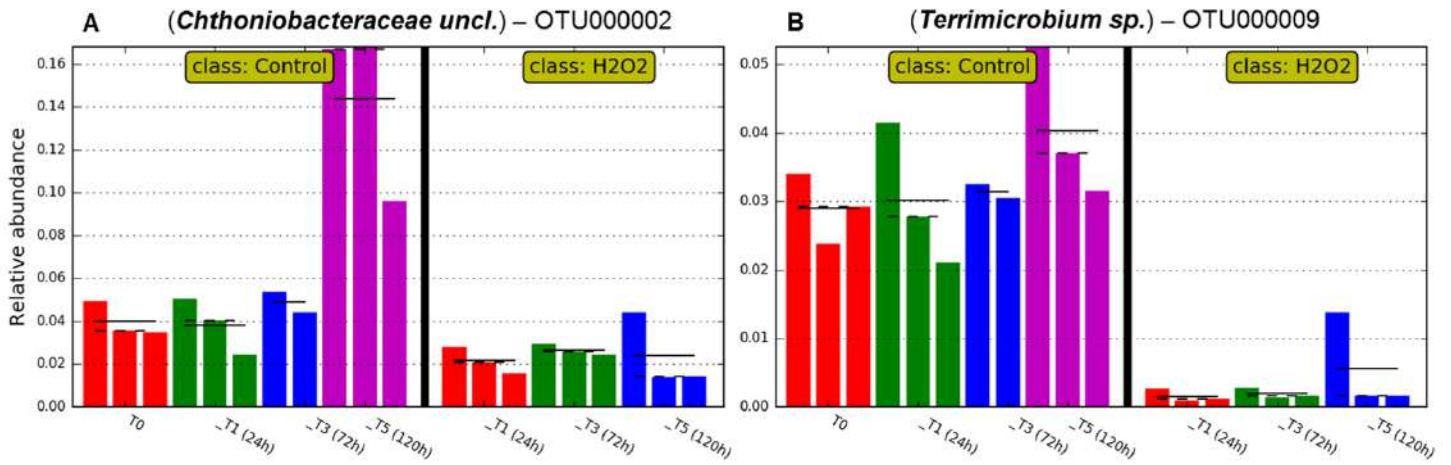 A (Chthoniobacteraceae uncl.) – OTU000002
class: Control
class: H2O2
Relative abundance
0.16
0.14
0.12
0.10
0.08
0.06
0.04
0.02
0.00
T0
_T1 (24h)
_T3 (72h)
_T5 (120h)
_T1 (24h)
_T3 (72h)
_T5 (120h)
B (Terrimicrobium sp.) – OTU000009
class: Control
class: H2O2
0.05
0.04
0.03
0.02
0.01
0.00
T0
_T1 (24h)
_T3 (72h)
_T5 (120h)
_T1 (24h)
_T3 (72h)
_T5 (120h)